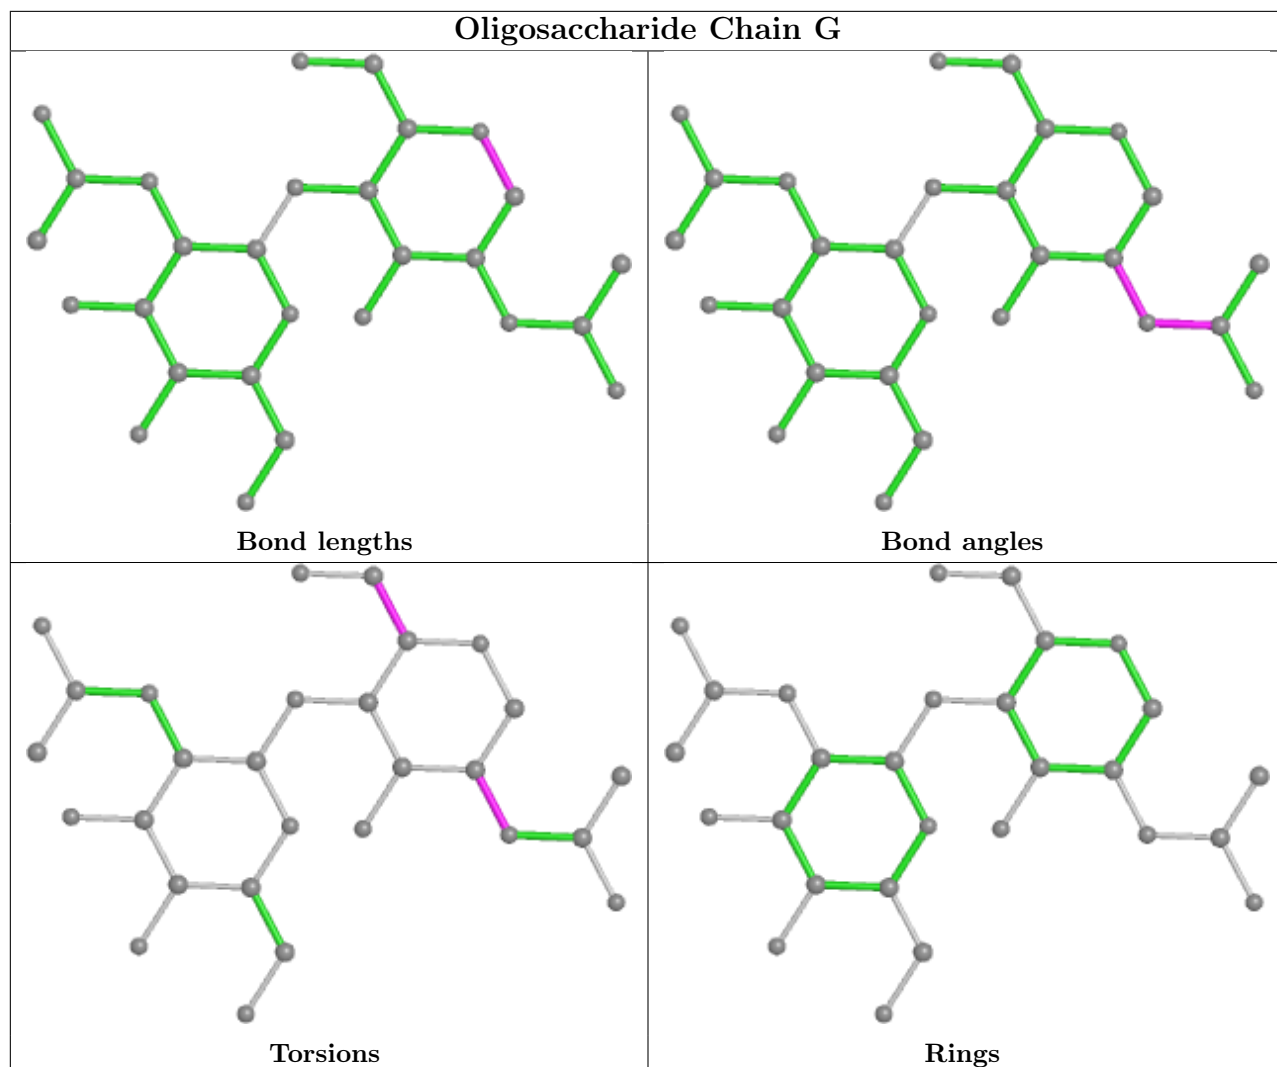 Oligosaccharide Chain G
Bond lengths
Bond angles
Torsions
Rings